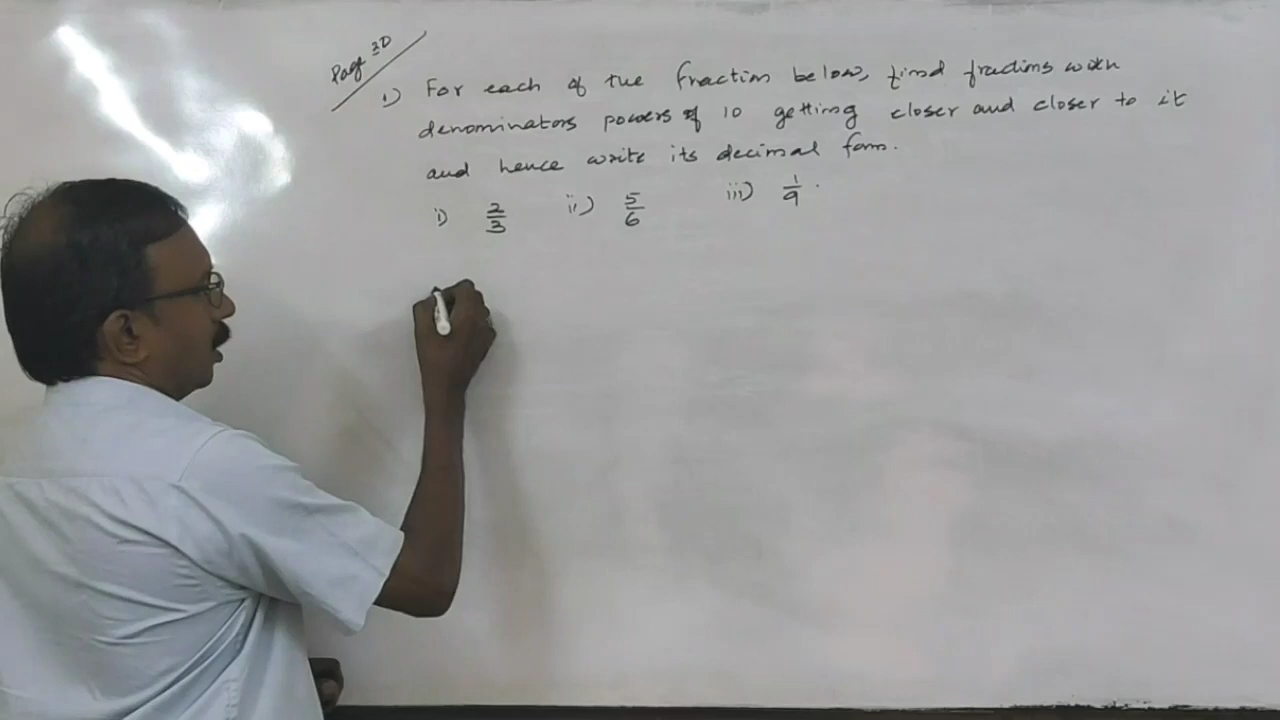 Page 30
1) For each of the fraction below, find fractions with
denominators powers of 10 getting closer and closer to it
and hence write its decimal form.
i) 2/3 ii) 5/6 iii) 1/9.